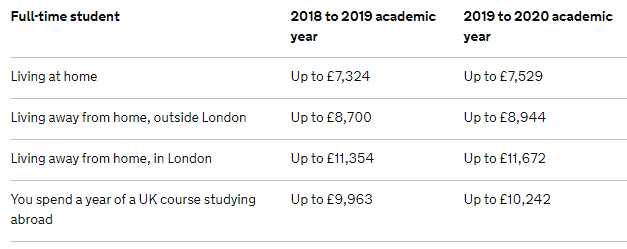 Full-time student 2018 to 2019 academic year 2019 to 2020 academic year
Living at home Up to £7,324 Up to £7,529
Living away from home, outside London Up to £8,700 Up to £8,944
Living away from home, in London Up to £11,354 Up to £11,672
You spend a year of a UK course studying abroad Up to £9,963 Up to £10,242